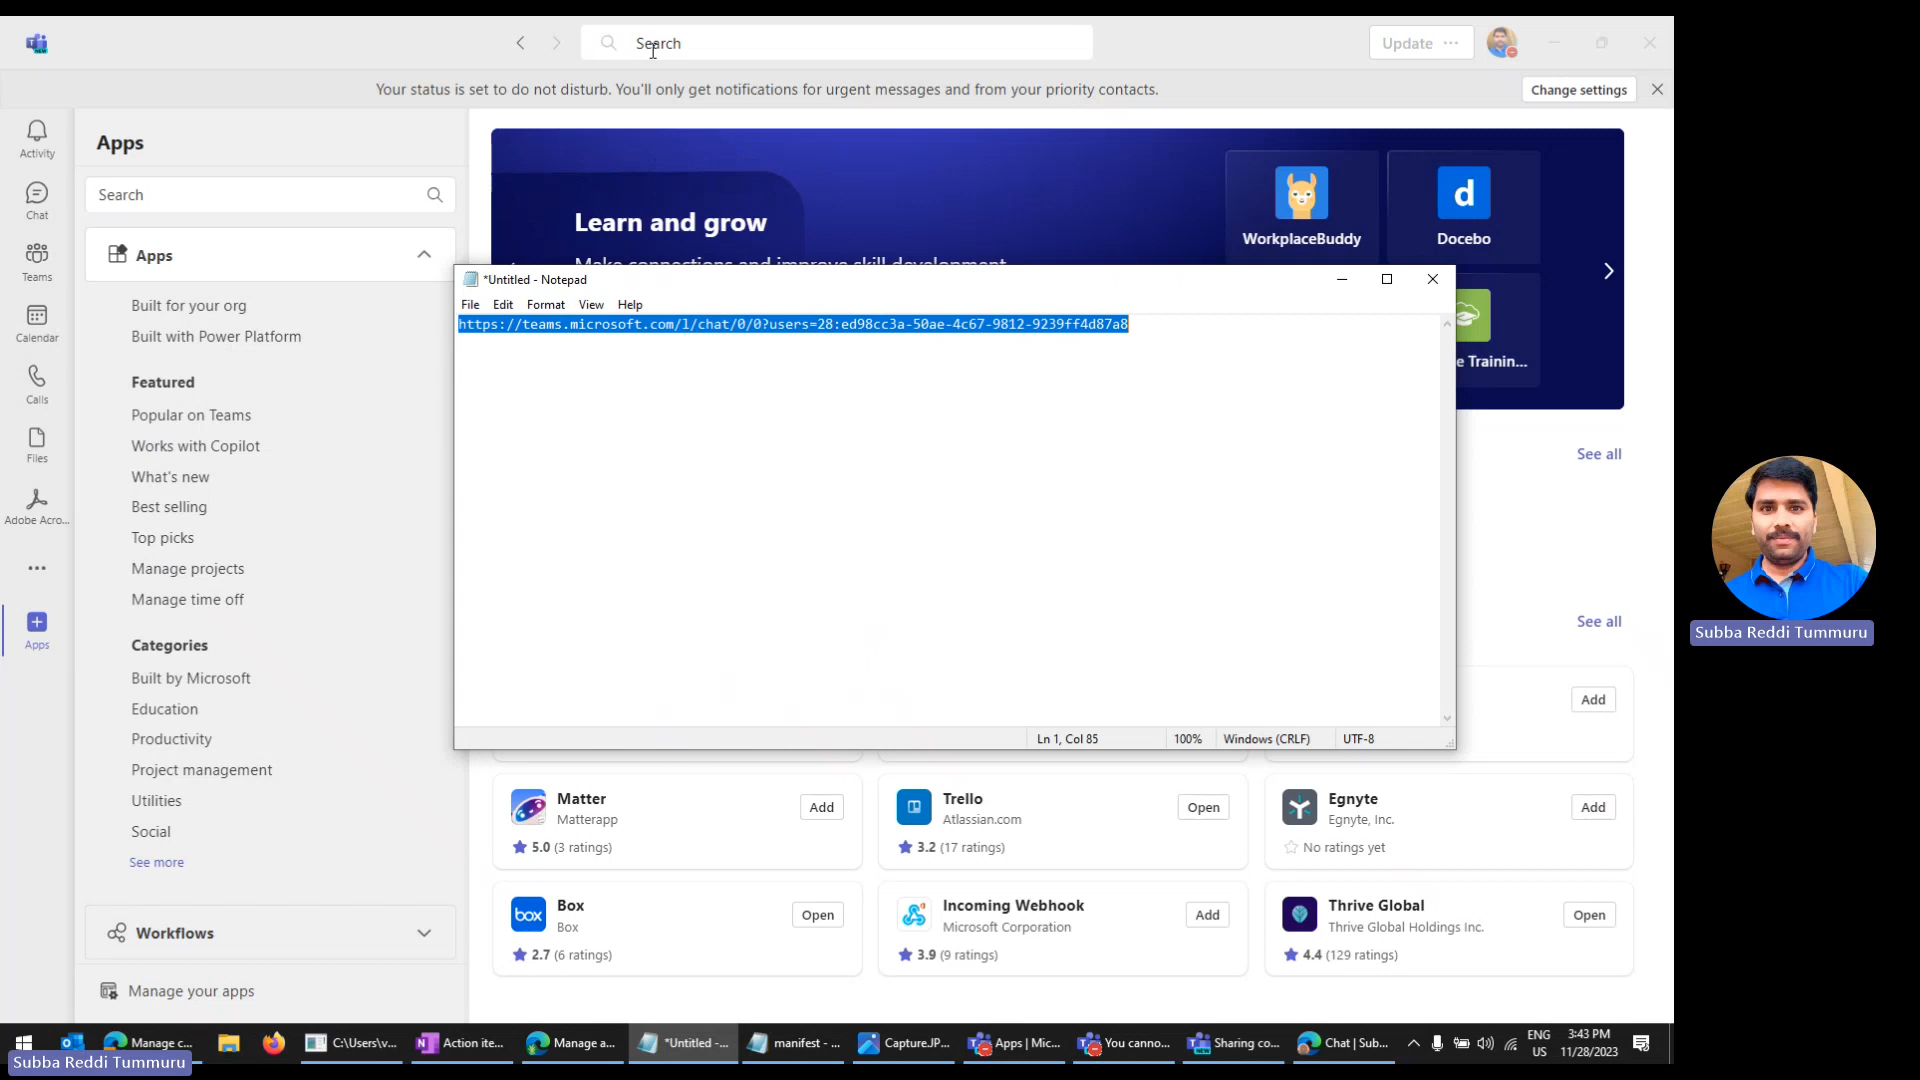 Search
Update
Your status is set to do not disturb. You'll only get notifications for urgent messages and from your priority contacts.
Change settings
Activity
Chat
Teams
Calendar
Calls
Files
Adobe Acro...
Apps
Apps
Search
Apps
Built for your org
Built with Power Platform
Featured
Popular on Teams
Works with Copilot
What's new
Best selling
Top picks
Manage projects
Manage time off
Categories
Built by Microsoft
Education
Productivity
Project management
Utilities
Social
See more
Workflows
Manage your apps
Learn and grow
Make connections and improve skill development
WorkplaceBuddy
d
Docebo
e Trainin...
*Untitled - Notepad
File Edit Format View Help
https://teams.microsoft.com/l/chat/0/0?users=28:ed98cc3a-50ae-4c67-9812-9239ff4d87a8
Ln 1, Col 85
100%
Windows (CRLF)
UTF-8
See all
See all
Add
Matter
Matterapp
Add
5.0 (3 ratings)
Trello
Atlassian.com
Open
3.2 (17 ratings)
Egnyte
Egnyte, Inc.
Add
No ratings yet
box
Box
Box
Open
2.7 (6 ratings)
Incoming Webhook
Microsoft Corporation
Add
3.9 (9 ratings)
Thrive Global
Thrive Global Holdings Inc.
Open
4.4 (129 ratings)
Subba Reddi Tummuru
Manage c...
C:\Users\v...
Action ite...
Manage a...
*Untitled -...
manifest - ...
CaptureJP...
Apps | Mic...
You canno...
Sharing co...
Chat | Sub...
ENG
US
3:43 PM
11/28/2023
Subba Reddi Tummuru